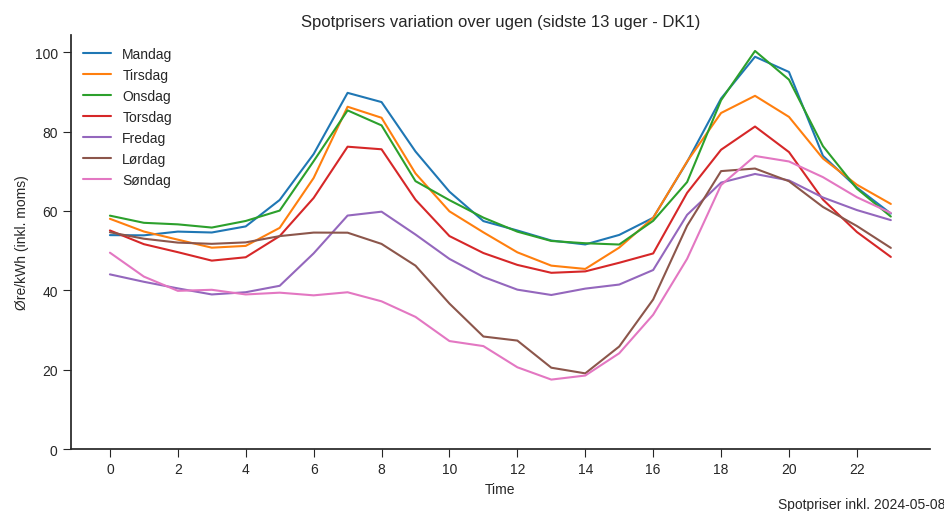 Spotprisers variation over ugen (sidste 13 uger - DK1)
Mandag
Tirsdag
Onsdag
Torsdag
Fredag
Lørdag
Søndag
Øre/kWh (inkl. moms)
100
80
60
40
20
0
0 2 4 6 8 10 12 14 16 18 20 22
Time
Spotpriser inkl. 2024-05-08